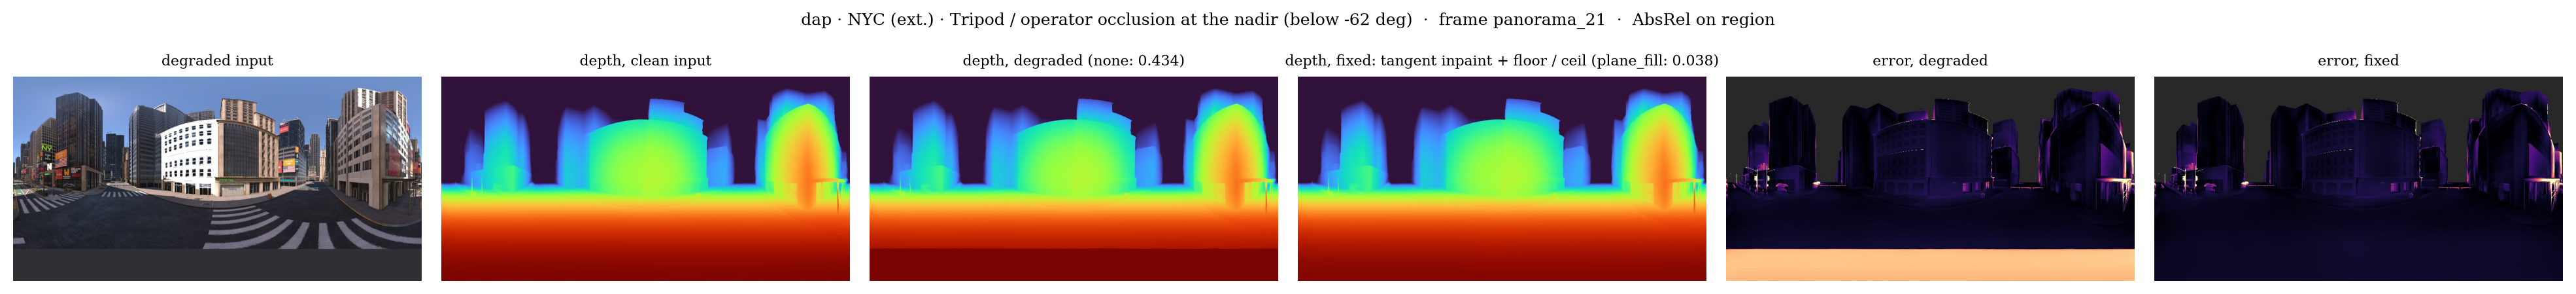 dap · NYC (ext.) · Tripod / operator occlusion at the nadir (below -62 deg) · frame panorama_21 · AbsRel on region
degraded input
depth, clean input
depth, degraded (none: 0.434)
depth, fixed: tangent inpaint + floor / ceil (plane_fill: 0.038)
error, degraded
error, fixed